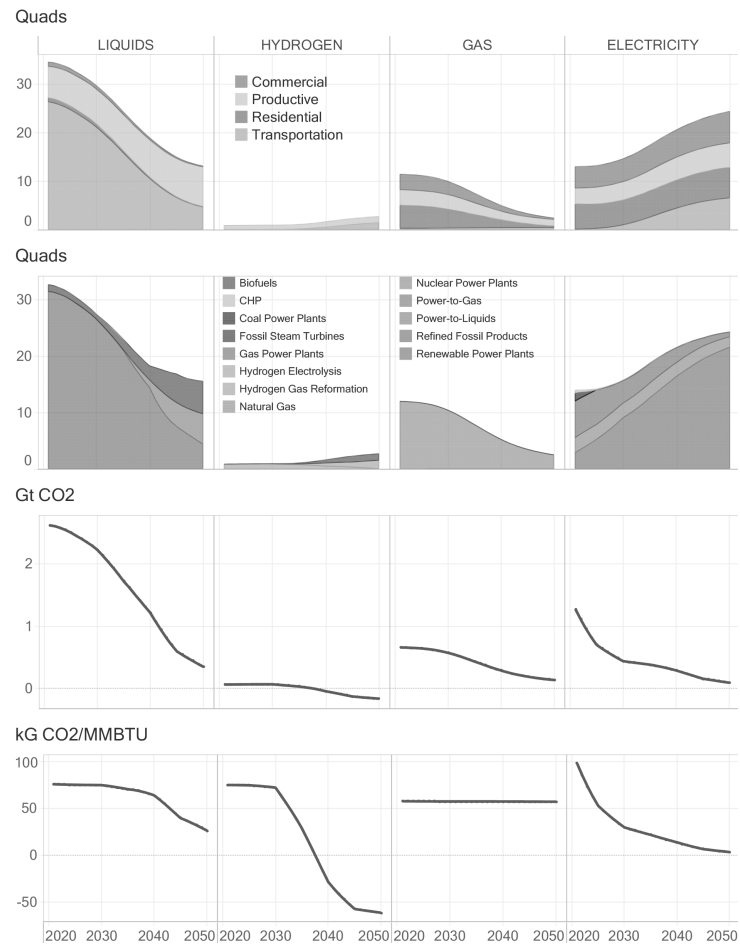 Quads
LIQUIDS HYDROGEN GAS ELECTRICITY
30
20
10
0
Commercial
Productive
Residential
Transportation
Quads
30
20
10
0
Biofuels
CHP
Coal Power Plants
Fossil Steam Turbines
Gas Power Plants
Hydrogen Electrolysis
Hydrogen Gas Reformation
Natural Gas
Nuclear Power Plants
Power-to-Gas
Power-to-Liquids
Refined Fossil Products
Renewable Power Plants
Gt CO2
2
1
0
kG CO2/MMBTU
100
50
0
-50
2020 2030 2040 2050 2020 2030 2040 2050 2020 2030 2040 2050 2020 2030 2040 2050